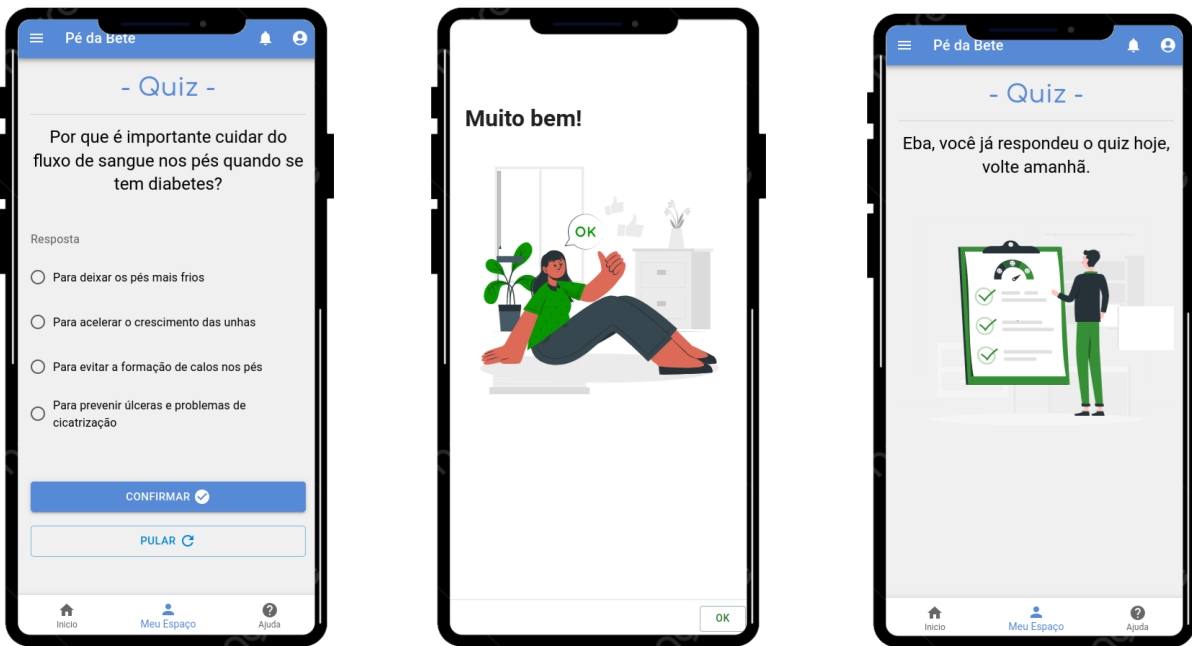 Pé da Bete
- Quiz -
Por que é importante cuidar do
fluxo de sangue nos pés quando se
tem diabetes?
Resposta
Para deixar os pés mais frios
Para acelerar o crescimento das unhas
Para evitar a formação de calos nos pés
Para prevenir úlceras e problemas de
cicatrização
CONFIRMAR
PULAR
Inicio
Meu Espaço
Ajuda
Muito bem!
OK
OK
Pé da Bete
- Quiz -
Eba, você já respondeu o quiz hoje,
volte amanhã.
Inicio
Meu Espaço
Ajuda